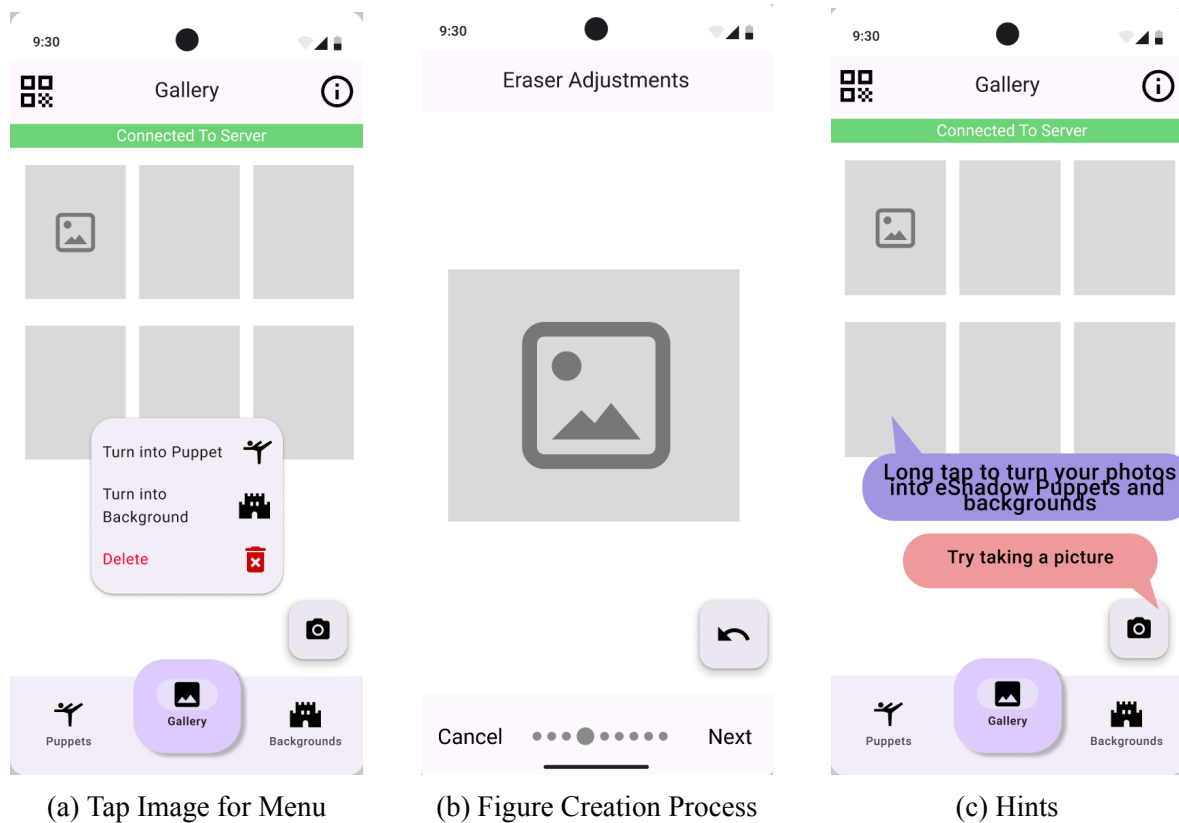 9:30
Gallery
Connected To Server
Turn into Puppet
Turn into
Background
Delete
Puppets
Gallery
Backgrounds
(a) Tap Image for Menu
9:30
Eraser Adjustments
Cancel
Next
(b) Figure Creation Process
9:30
Gallery
Connected To Server
Long tap to turn your photos
into eShadow Puppets and
backgrounds
Try taking a picture
Puppets
Gallery
Backgrounds
(c) Hints